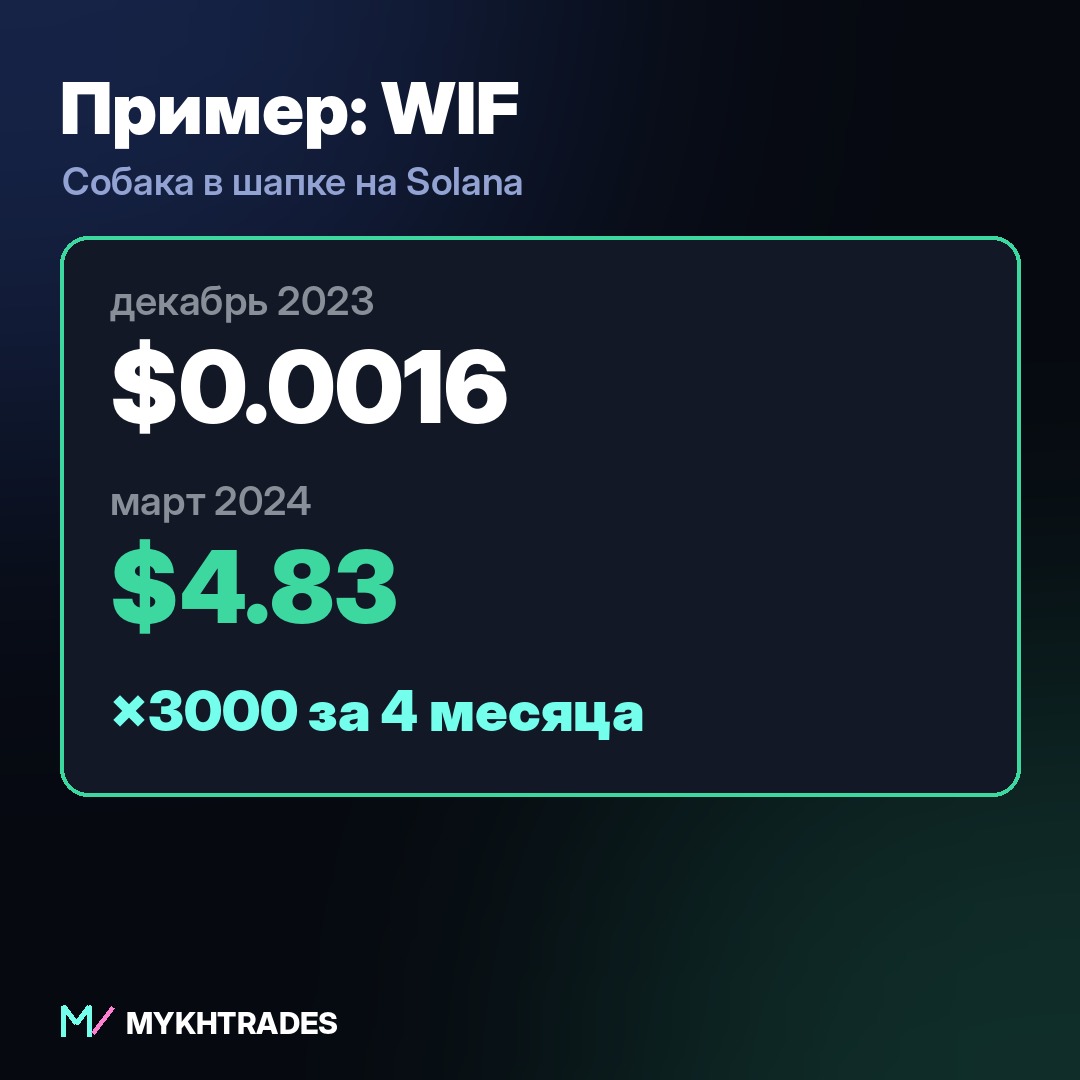 Пример: WIF
Собака в шапке на Solana
декабрь 2023
$0.0016
март 2024
$4.83
×3000 за 4 месяца
MYKHTRADES